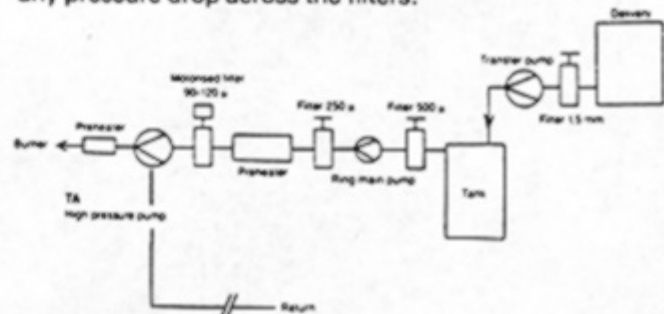 any pressure drop across the filters.
Delivery
Transfer pump
Motorised filter
90-120 μ
Filter 250 μ
Filter 500 μ
Filter 1.5 mm
Preheater
Burner
Preheater
Ring main pump
Tank
TA
High pressure pump
Return